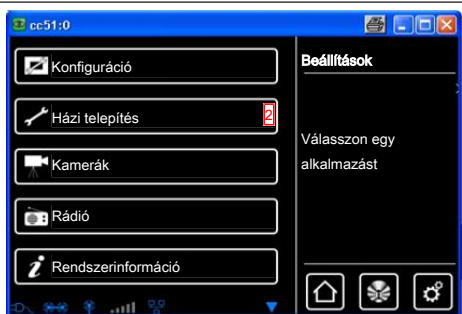 cc51:0
Konfiguráció
Házi telepítés
2
Kamerák
Rádió
Rendszerinformáció
Beállítások
Válasszon egy
alkalmazást